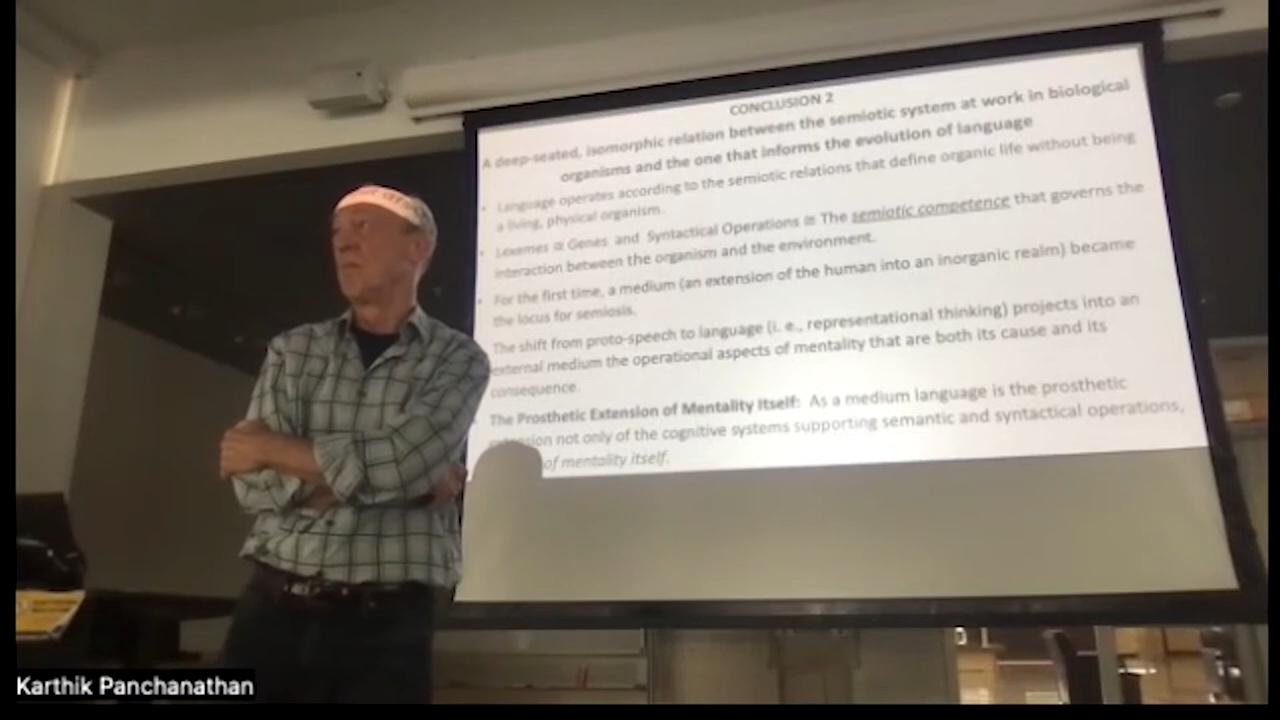 CONCLUSION 2
A deep-seated, isomorphic relation between the semiotic system at work in biological
organisms and the one that informs the evolution of language
• Language operates according to the semiotic relations that define organic life without being
a living, physical organism.
• Lexemes ≅ Genes and Syntactical Operations ≅ The semiotic competence that governs the
interaction between the organism and the environment.
• For the first time, a medium (an extension of the human into an inorganic realm) became
the locus for semiosis.
The shift from proto-speech to language (i. e., representational thinking) projects into an
external medium the operational aspects of mentality that are both its cause and its
consequence.
The Prosthetic Extension of Mentality Itself: As a medium language is the prosthetic
extension not only of the cognitive systems supporting semantic and syntactical operations,
of mentality itself.
Karthik Panchanathan